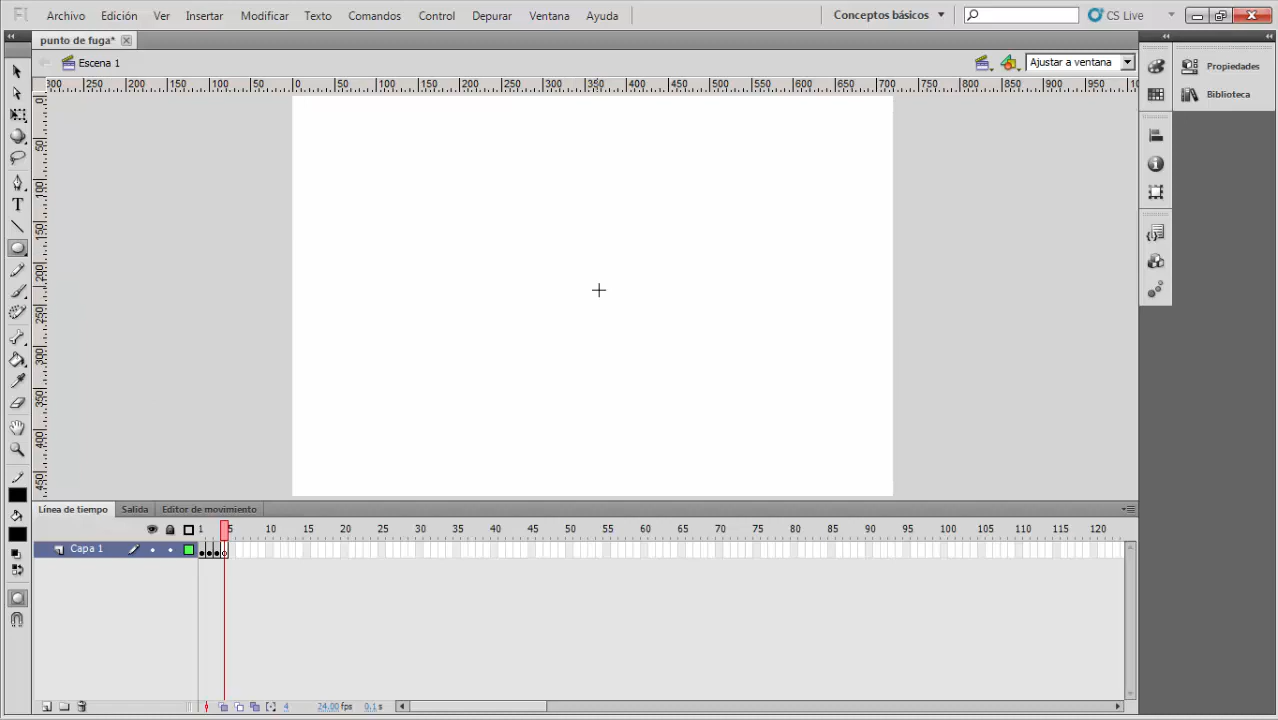 Fl Archivo Edición Ver Insertar Modificar Texto Comandos Control Depurar Ventana Ayuda Conceptos básicos CS Live
punto de fuga*
Escena 1 Ajustar a ventana
250 200 150 100 50 0 50 100 150 200 250 300 350 400 450 500 550 600 650 700 750 800 850 900 950
0
50
100
150
200
250
300
350
400
450
Propiedades
Biblioteca
Línea de tiempo Salida Editor de movimiento
1 5 10 15 20 25 30 35 40 45 50 55 60 65 70 75 80 85 90 95 100 105 110 115 120
Capa 1
4 24.00 fps 0.1 s